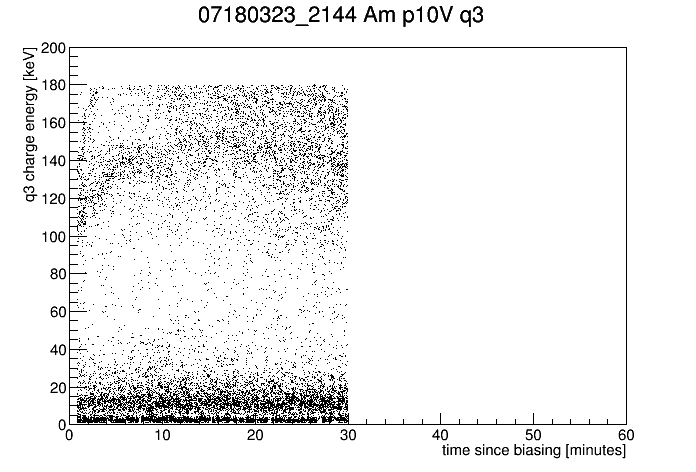 07180323_2144 Am p10V q3
q3 charge energy [keV]
200
180
160
140
120
100
80
60
40
20
0
0 10 20 30 40 50 60
time since biasing [minutes]